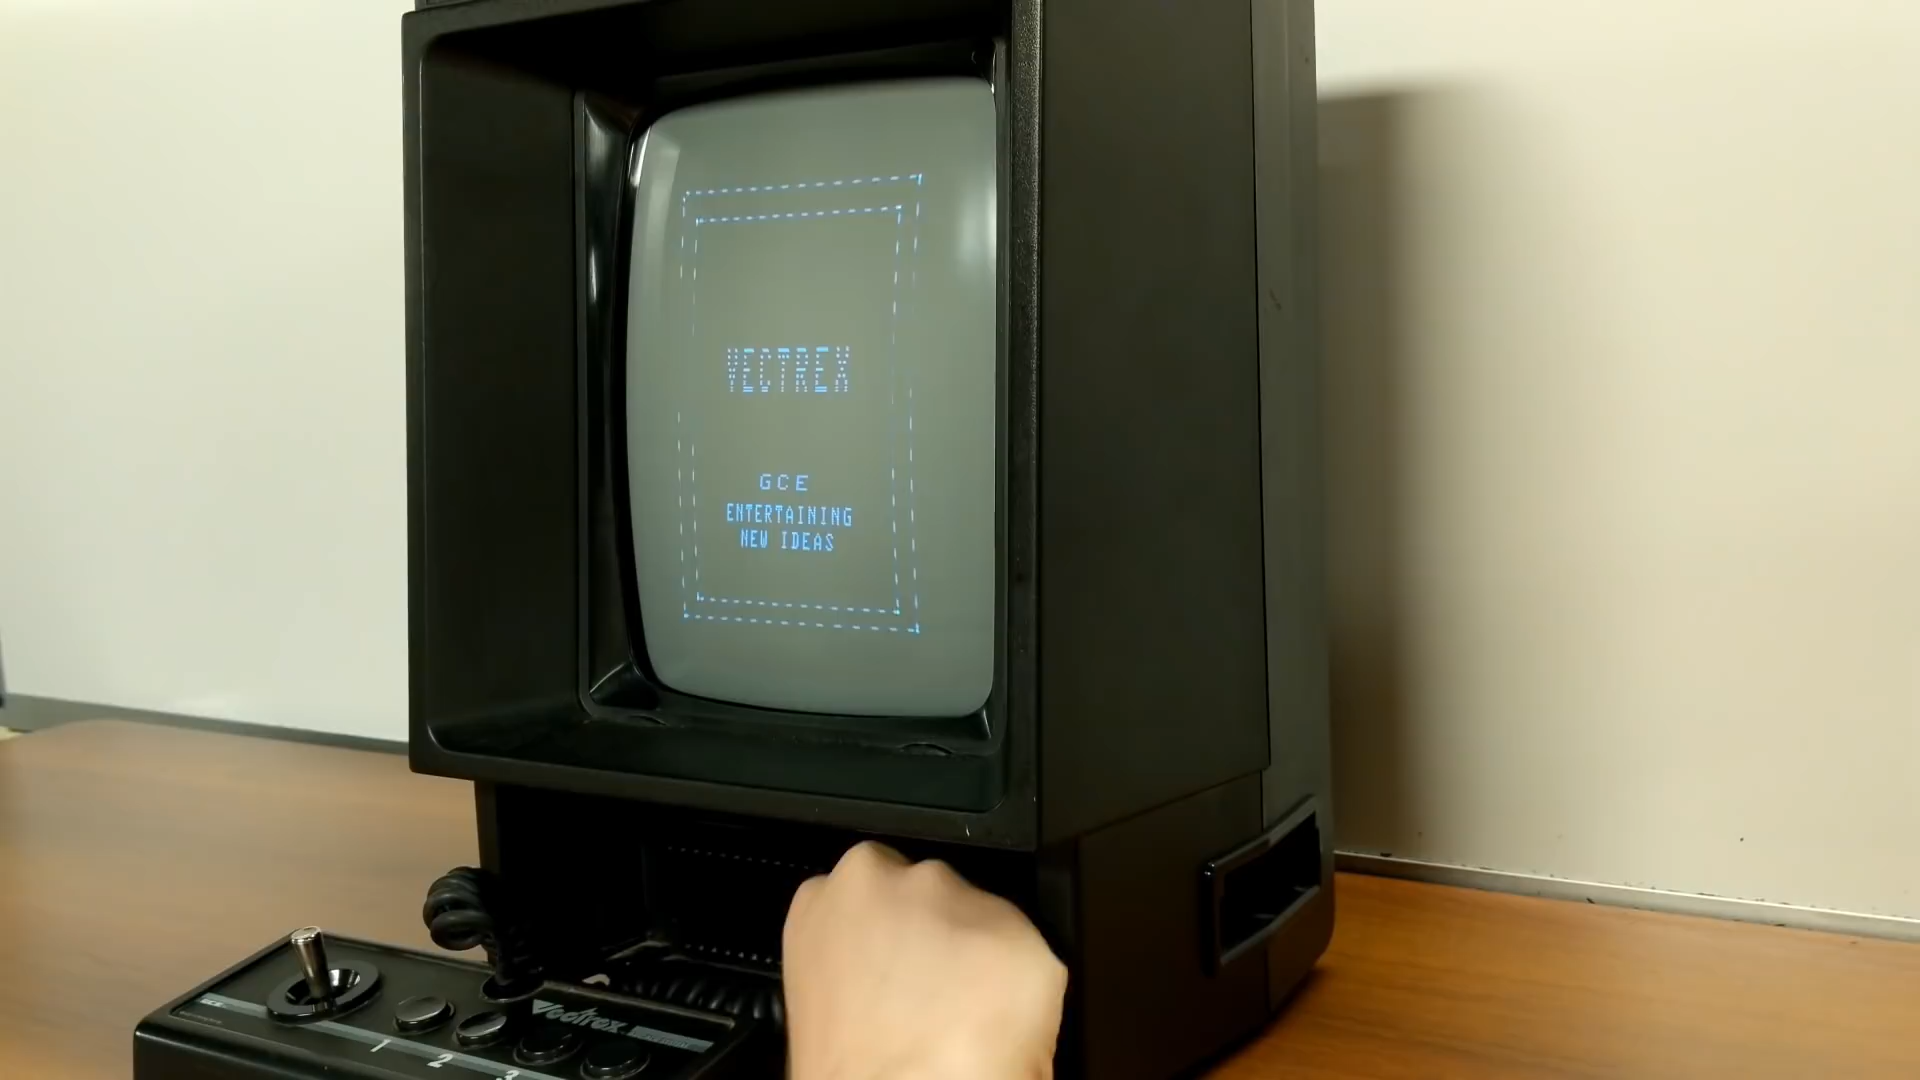 VECTREX
GCE
ENTERTAINING
NEW IDEAS
Vectrex
1 2 3